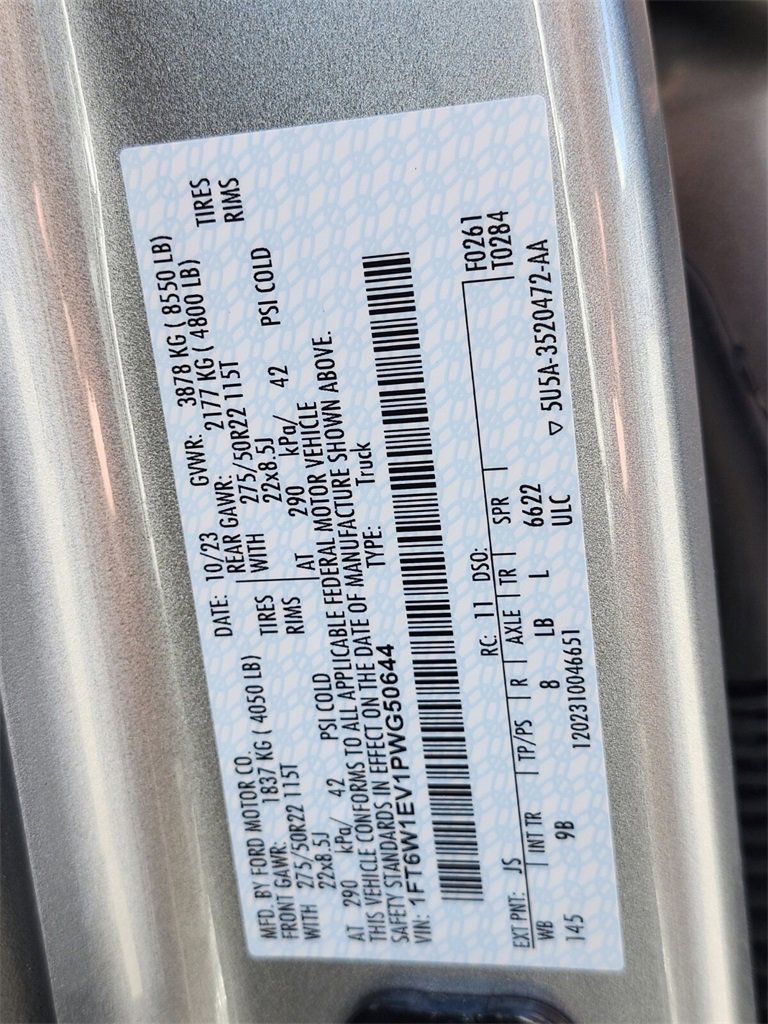 MFD. BY FORD MOTOR CO. DATE: 10/23 GVWR: 3878 KG ( 8550 LB)
FRONT GAWR: 1837 KG ( 4050 LB) REAR GAWR: 2177 KG ( 4800 LB)
WITH 275/50R22 115T TIRES WITH 275/50R22 115T TIRES
22x8.5J RIMS 22x8.5J RIMS
AT 290 kPa/ 42 PSI COLD AT 290 kPa/ 42 PSI COLD
THIS VEHICLE CONFORMS TO ALL APPLICABLE FEDERAL MOTOR VEHICLE
SAFETY STANDARDS IN EFFECT ON THE DATE OF MANUFACTURE SHOWN ABOVE.
VIN: 1FT6W1EV1PWG50644 TYPE: Truck
F0261
EXT PNT: JS RC: 11 DSO: T0284
WB INT TR TP/PS R AXLE TR SPR
145 9B 8 LB L 6622
1202310046651 ULC ▽ 5U5A-3520472-AA